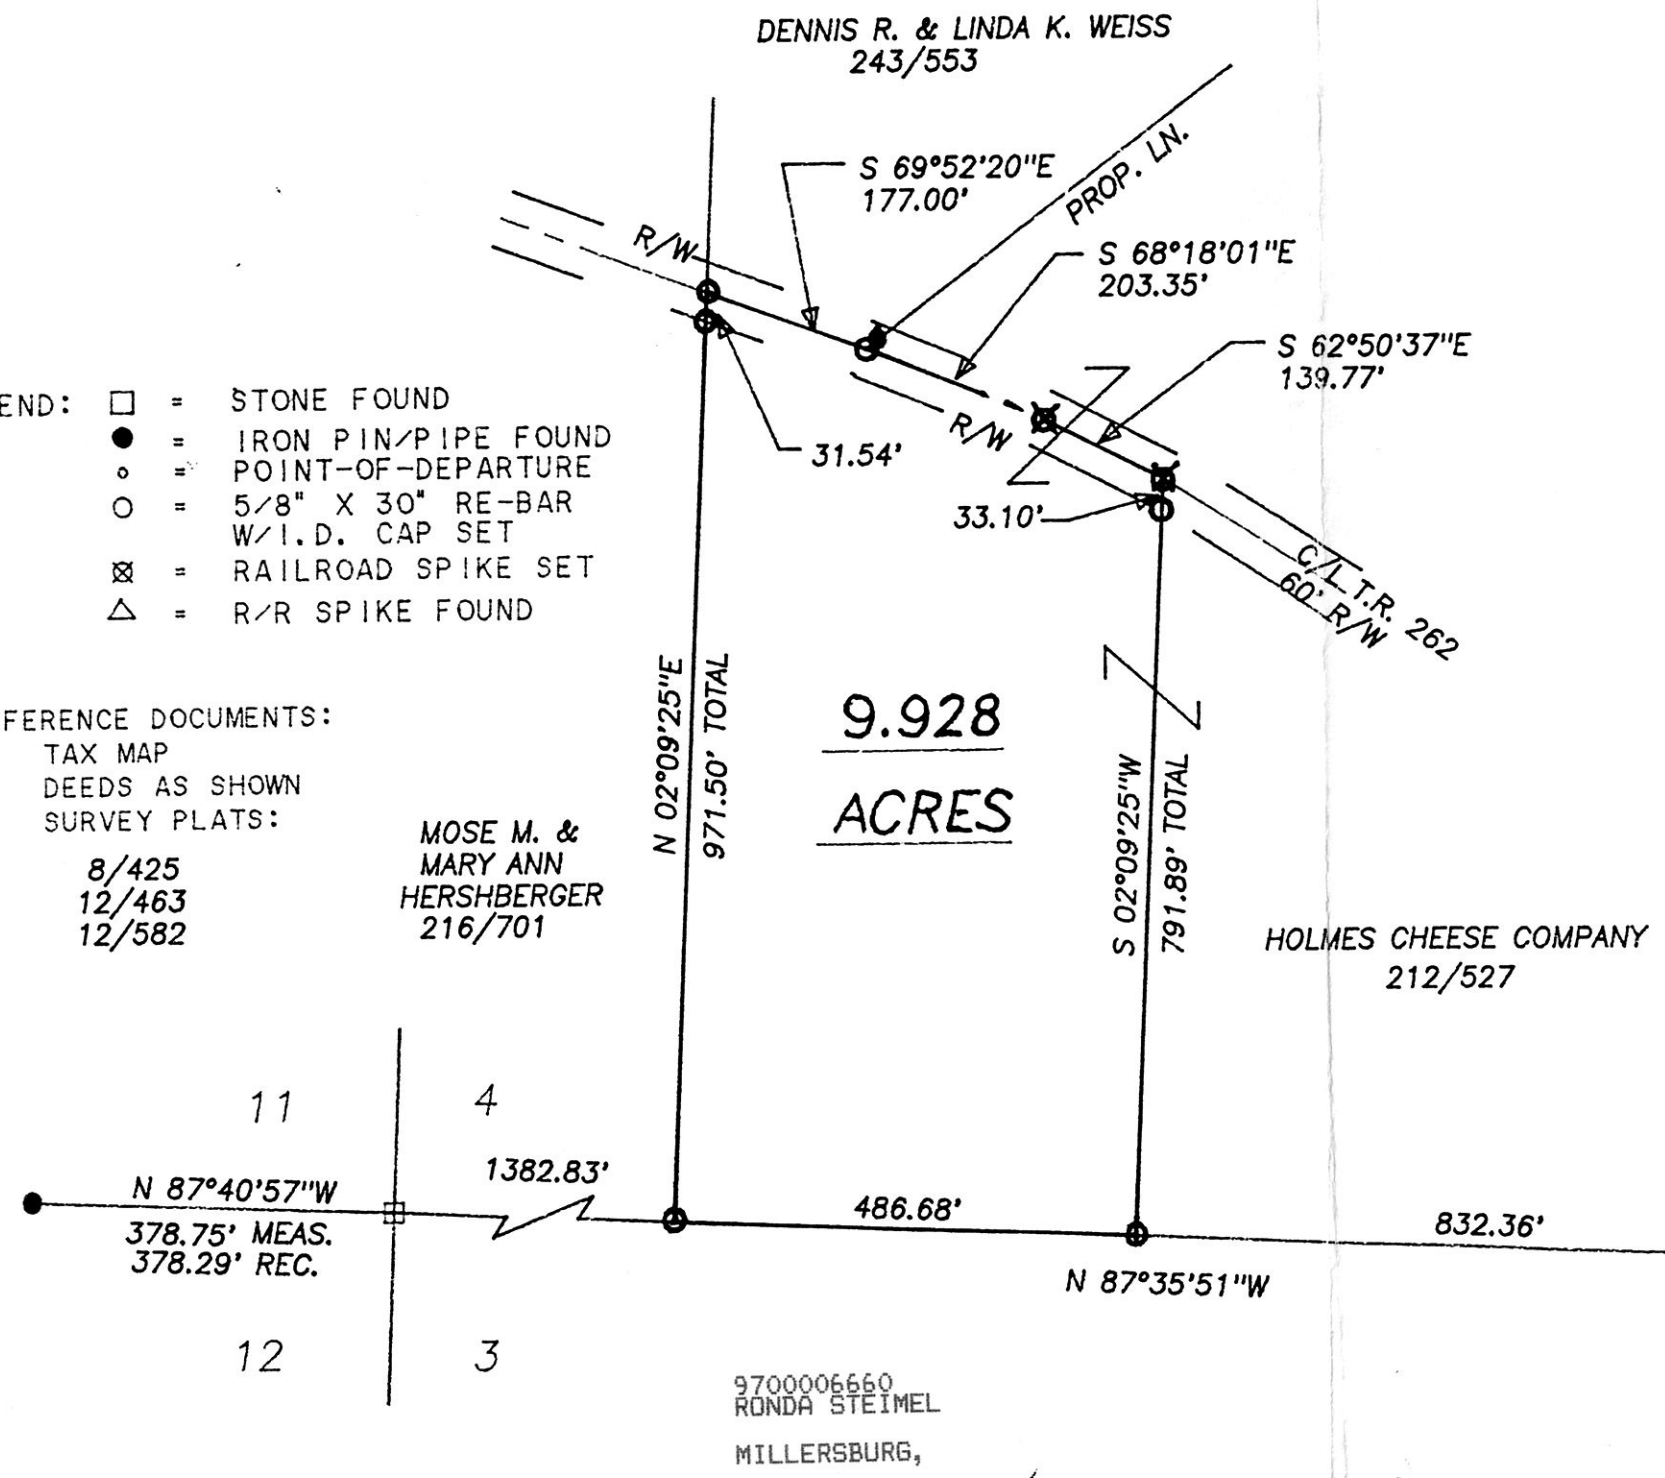 DENNIS R. & LINDA K. WEISS
243/553
S 69°52'20"E
177.00'
PROP. LN.
R/W
S 68°18'01"E
203.35'
S 62°50'37"E
139.77'
R/W
31.54'
33.10'
C/L T.R. 262
60' R/W
END:
= STONE FOUND
= IRON PIN/PIPE FOUND
= POINT-OF-DEPARTURE
= 5/8" X 30" RE-BAR
W/I.D. CAP SET
= RAILROAD SPIKE SET
= R/R SPIKE FOUND
N 02°09'25"E
971.50' TOTAL
9.928
ACRES
S 02°09'25"W
791.89' TOTAL
FERENCE DOCUMENTS:
TAX MAP
DEEDS AS SHOWN
SURVEY PLATS:
8/425
12/463
12/582
MOSE M. &
MARY ANN
HERSHBERGER
216/701
HOLMES CHEESE COMPANY
212/527
11
4
N 87°40'57"W
378.75' MEAS.
378.29' REC.
1382.83'
486.68'
832.36'
N 87°35'51"W
12
3
9700006660
RONDA STEIMEL
MILLERSBURG,